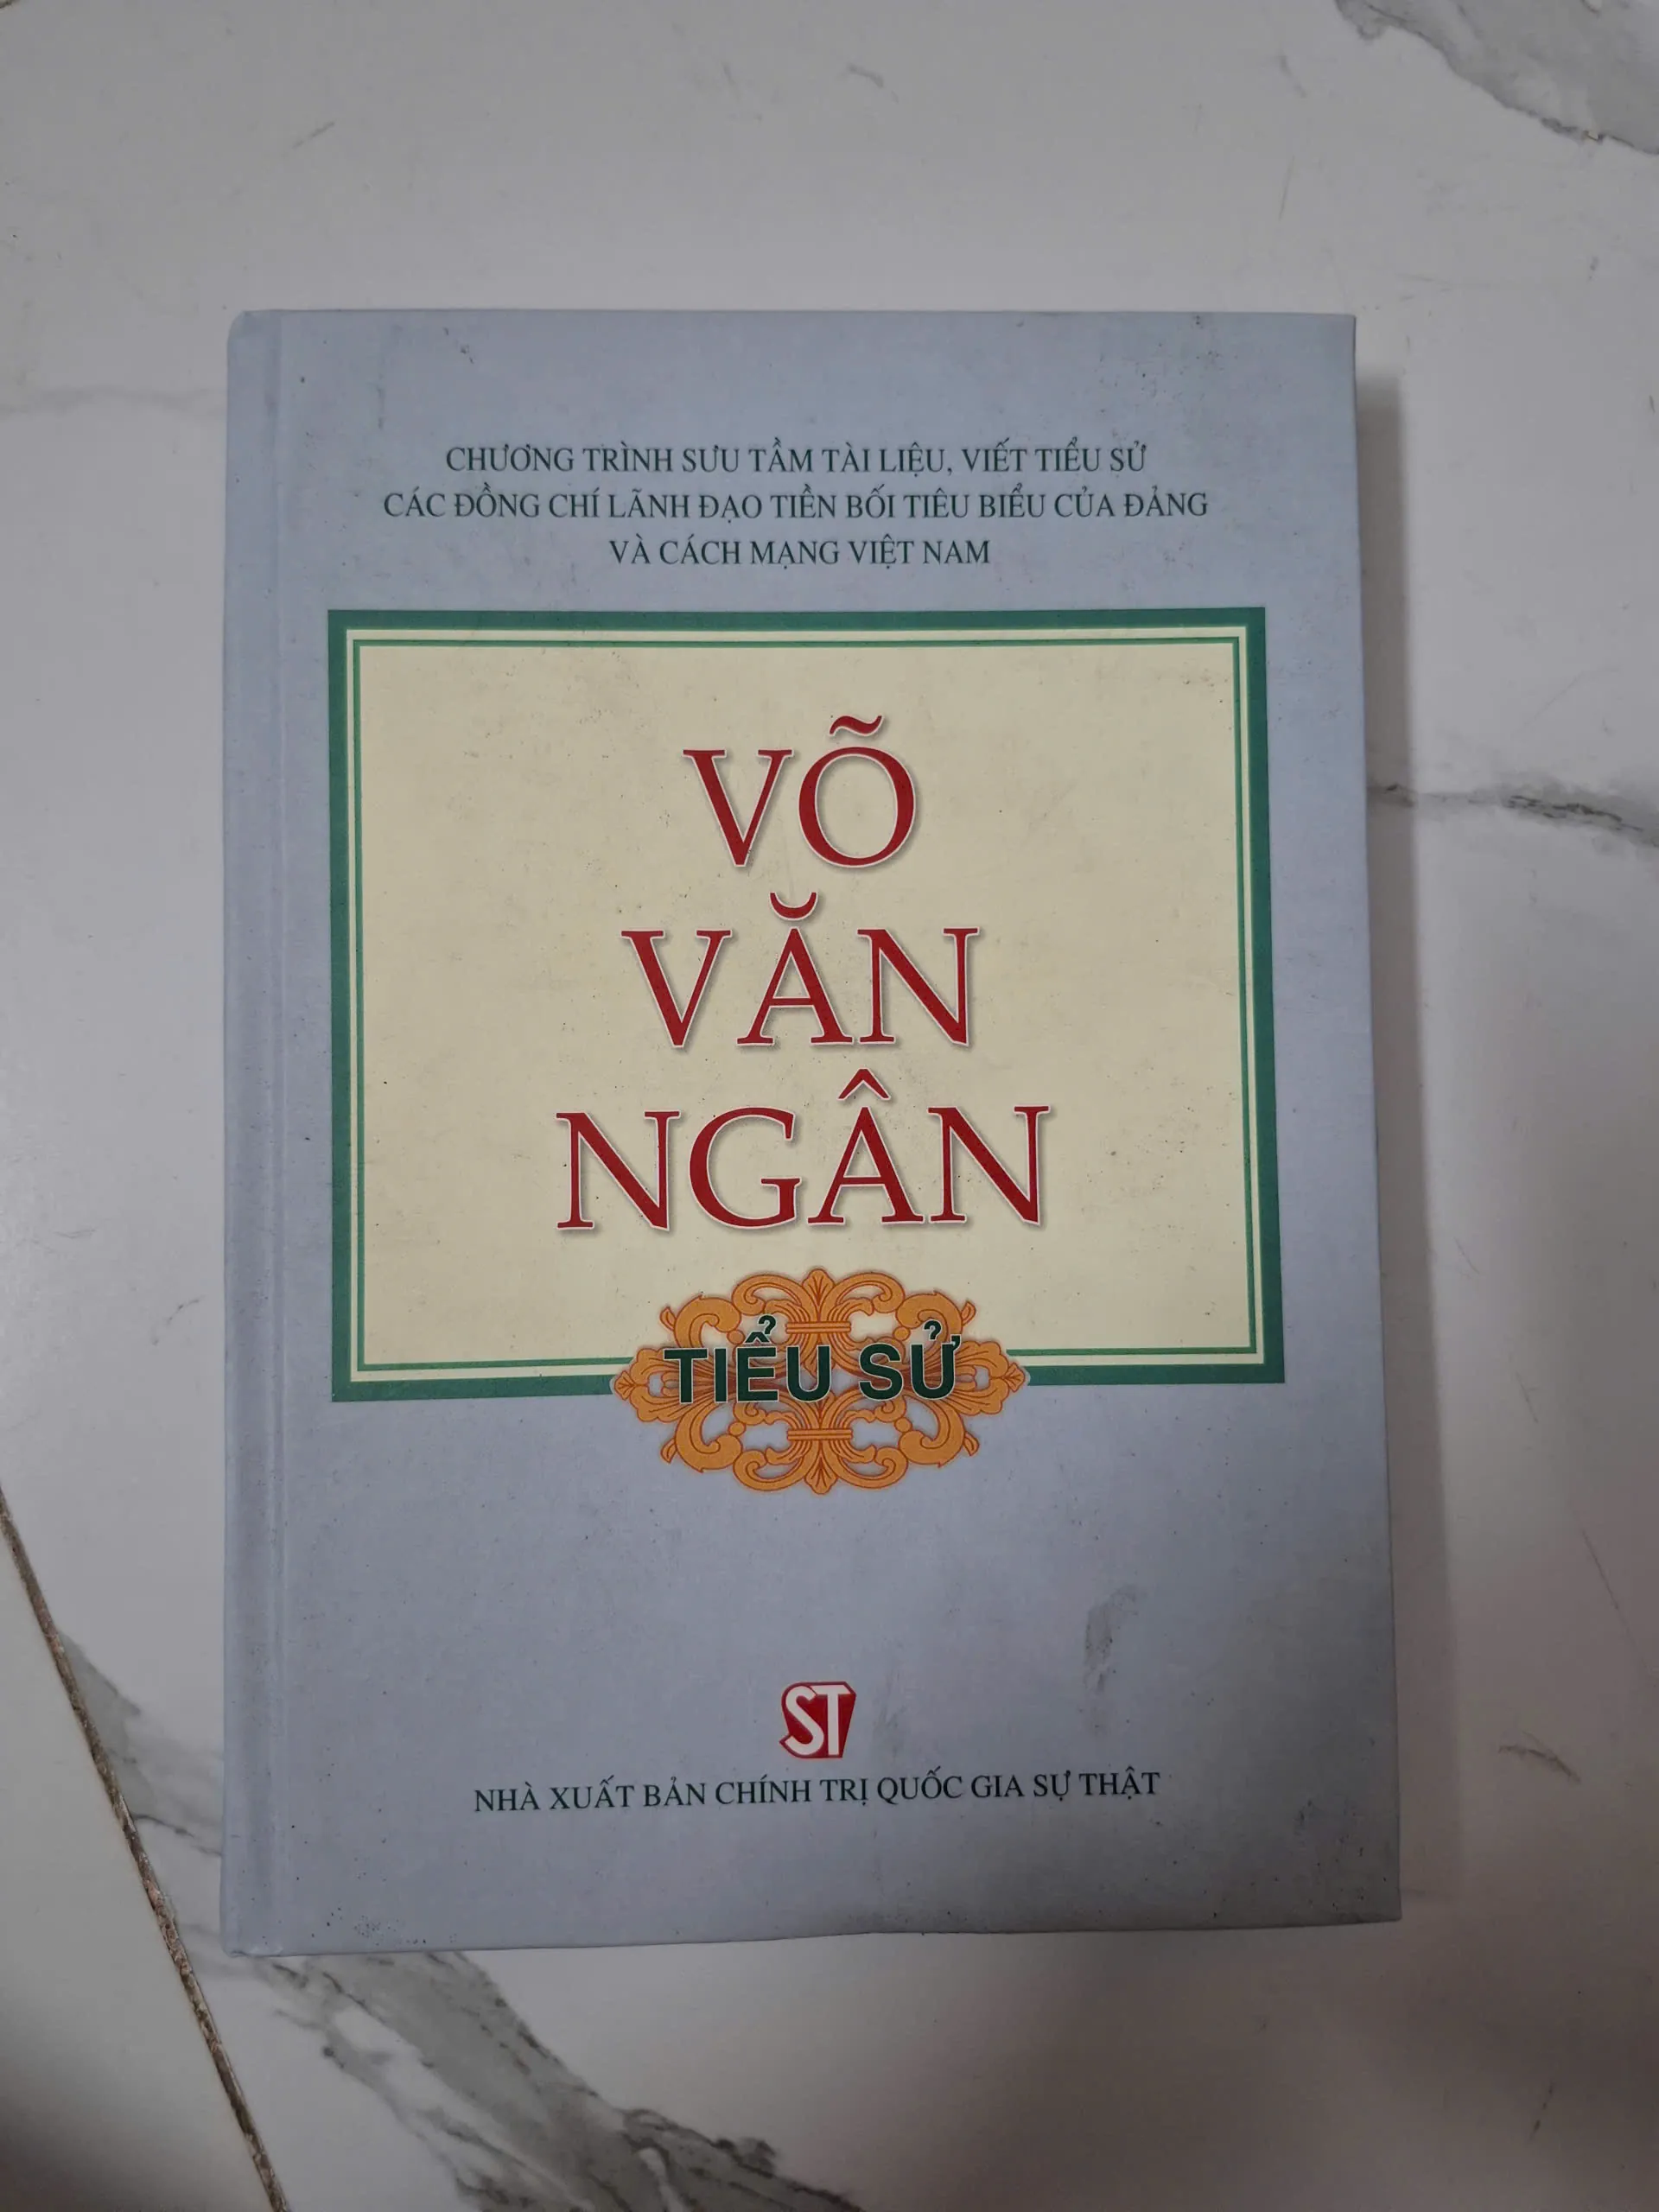 CHƯƠNG TRÌNH SƯU TẦM TÀI LIỆU, VIẾT TIỂU SỬ
CÁC ĐỒNG CHÍ LÃNH ĐẠO TIỀN BỐI TIÊU BIỂU CỦA ĐẢNG
VÀ CÁCH MẠNG VIỆT NAM
VÕ
VĂN
NGÂN
TIỂU SỬ
ST
NHÀ XUẤT BẢN CHÍNH TRỊ QUỐC GIA SỰ THẬT